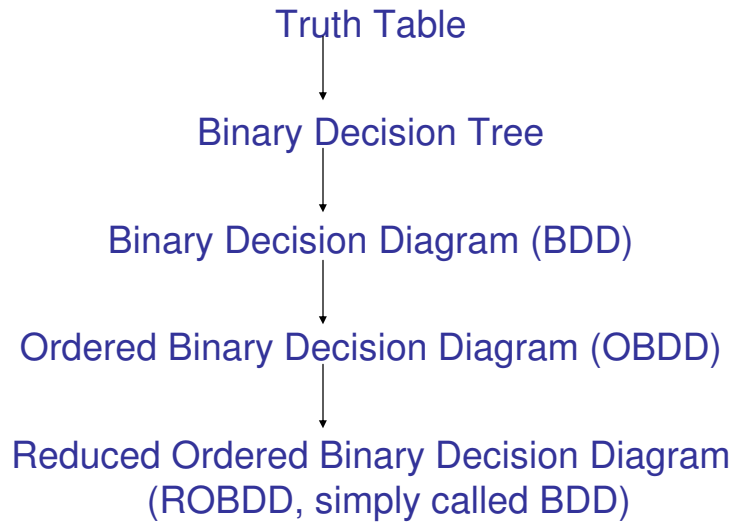 Truth Table
Binary Decision Tree
Binary Decision Diagram (BDD)
Ordered Binary Decision Diagram (OBDD)
Reduced Ordered Binary Decision Diagram
(ROBDD, simply called BDD)